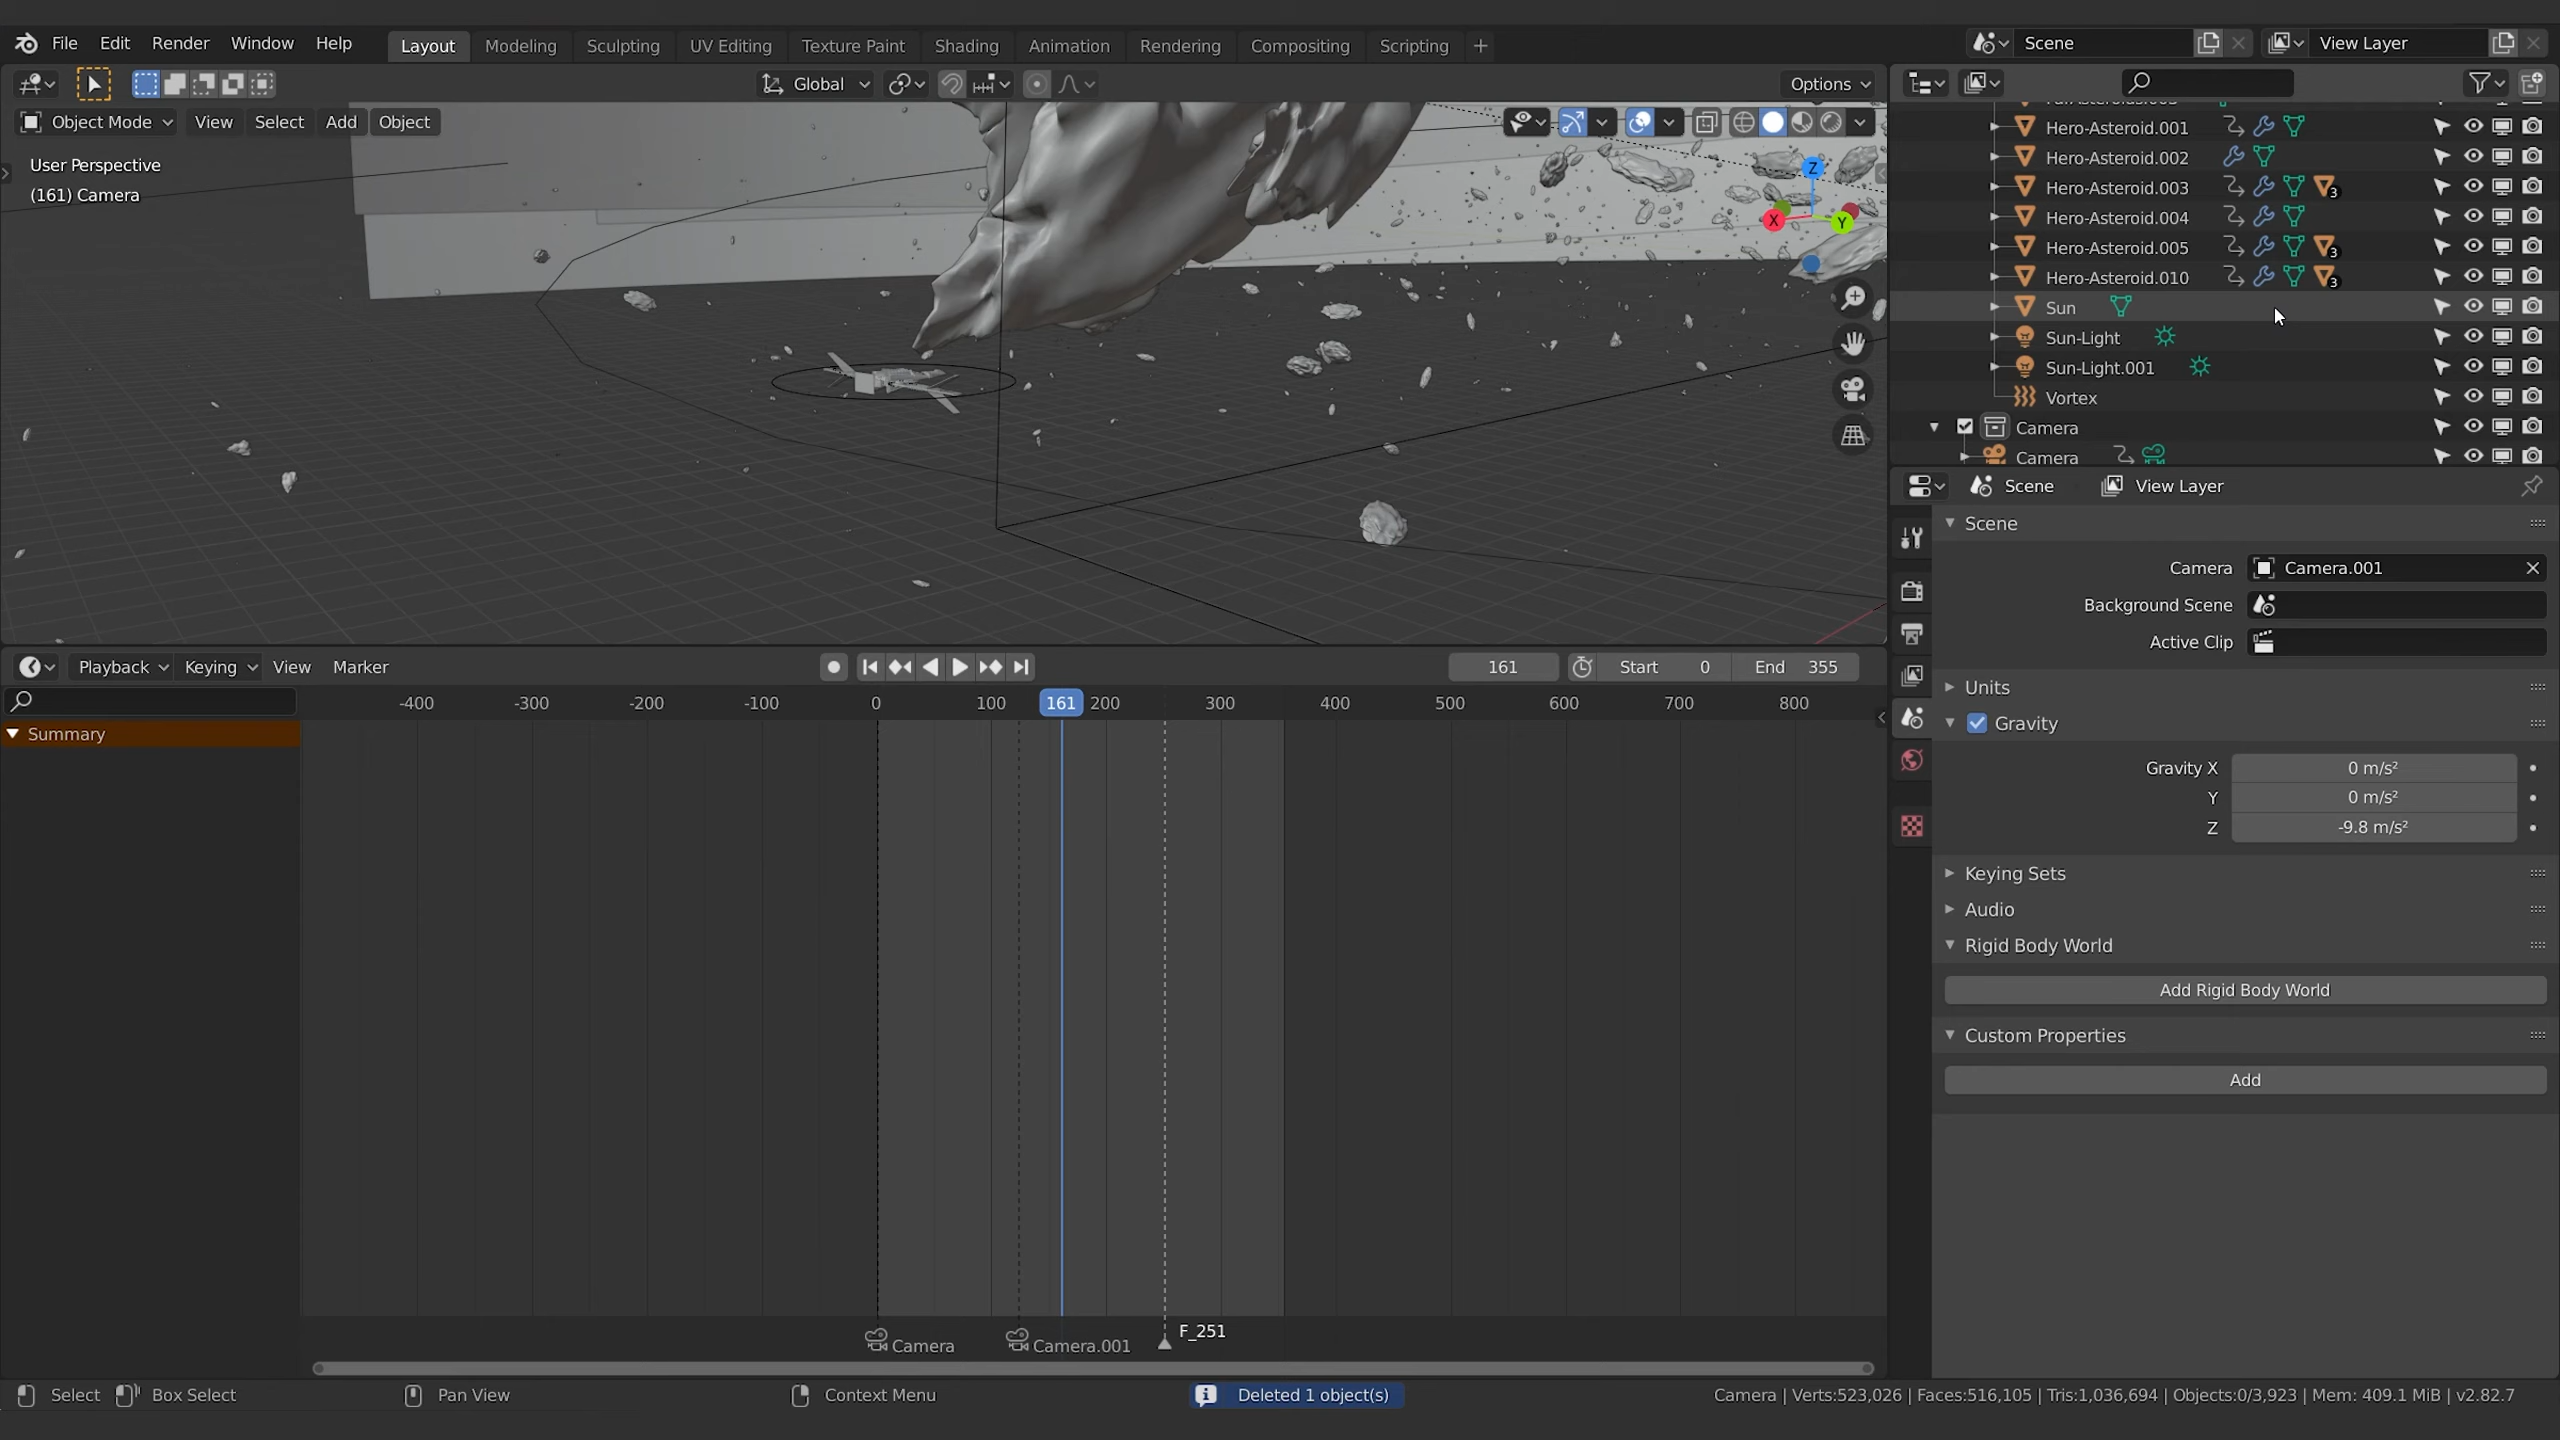 File Edit Render Window Help Layout Modeling Sculpting UV Editing Texture Paint Shading Animation Rendering Compositing Scripting + Scene View Layer
Global Options
Object Mode View Select Add Object
User Perspective
(161) Camera
Z
X
Y
Hero-Asteroid.001
Hero-Asteroid.002
Hero-Asteroid.003 3
Hero-Asteroid.004
Hero-Asteroid.005 3
Hero-Asteroid.010 3
Sun
Sun-Light
Sun-Light.001
Vortex
Camera
Camera
Scene View Layer
Scene
Camera Camera.001
Background Scene
Active Clip
Units
Gravity
Gravity X 0 m/s²
Y 0 m/s²
Z -9.8 m/s²
Keying Sets
Audio
Rigid Body World
Add Rigid Body World
Custom Properties
Add
Playback Keying View Marker 161 Start 0 End 355
-400 -300 -200 -100 0 100 161 200 300 400 500 600 700 800
Summary
Camera Camera.001 F_251
Select Box Select Pan View Context Menu Deleted 1 object(s) Camera | Verts:523,026 | Faces:516,105 | Tris:1,036,694 | Objects:0/3,923 | Mem: 409.1 MiB | v2.82.7